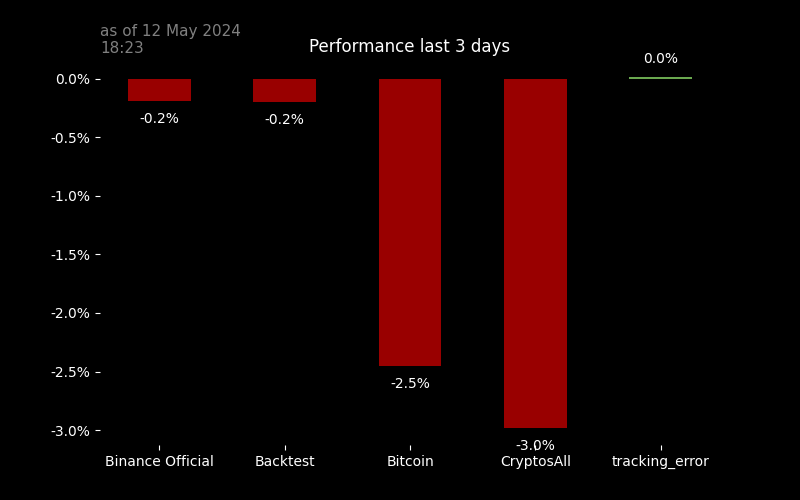 as of 12 May 2024
18:23
Performance last 3 days
0.0%
0.0%
-0.5%
-1.0%
-1.5%
-2.0%
-2.5%
-3.0%
-0.2%
-0.2%
-2.5%
-3.0%
Binance Official
Backtest
Bitcoin
CryptosAll
tracking_error